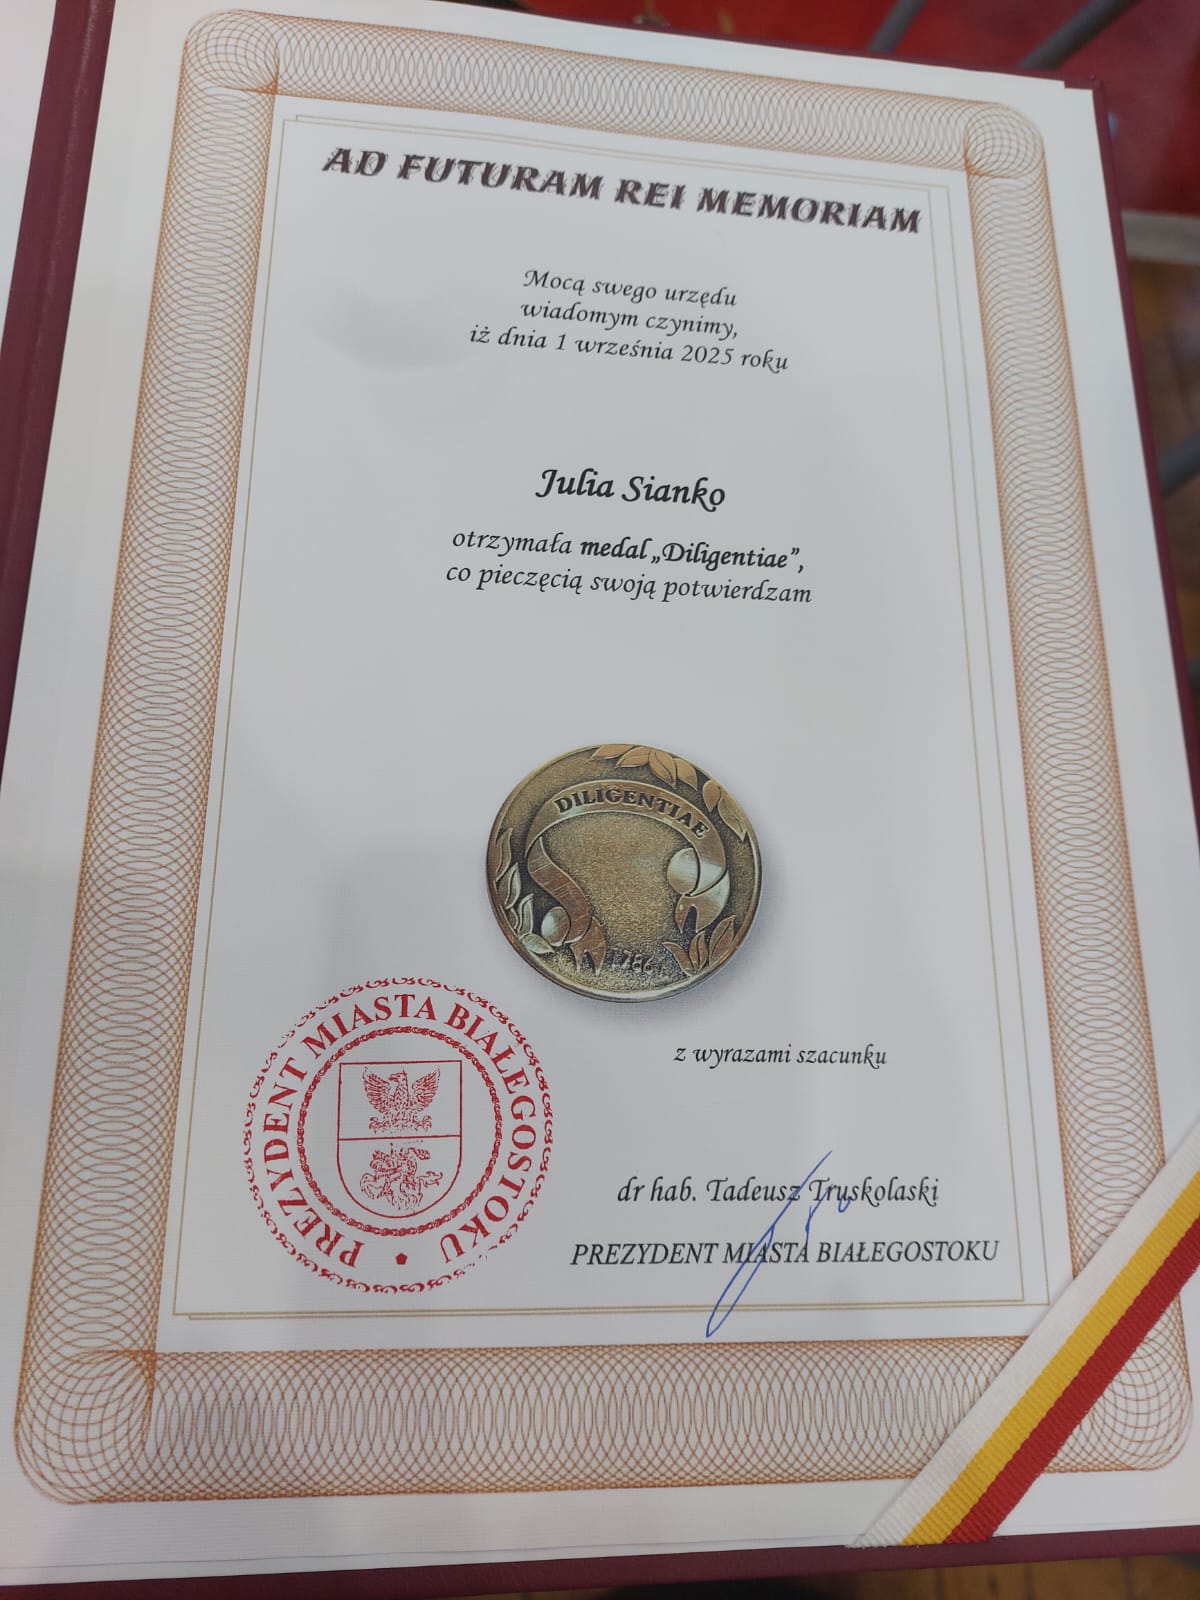 AD FUTURAM REI MEMORIAM
Mocą swego urzędu
wiadomym czynimy,
iż dnia 1 września 2025 roku
Julia Sianko
otrzymała medal „Diligentiae”,
co pieczęcią swoją potwierdzam
DILIGENTIAE
1786
z wyrazami szacunku
PREZYDENT MIASTA BIAŁEGOSTOKU
dr hab. Tadeusz Truskolaski
PREZYDENT MIASTA BIAŁEGOSTOKU